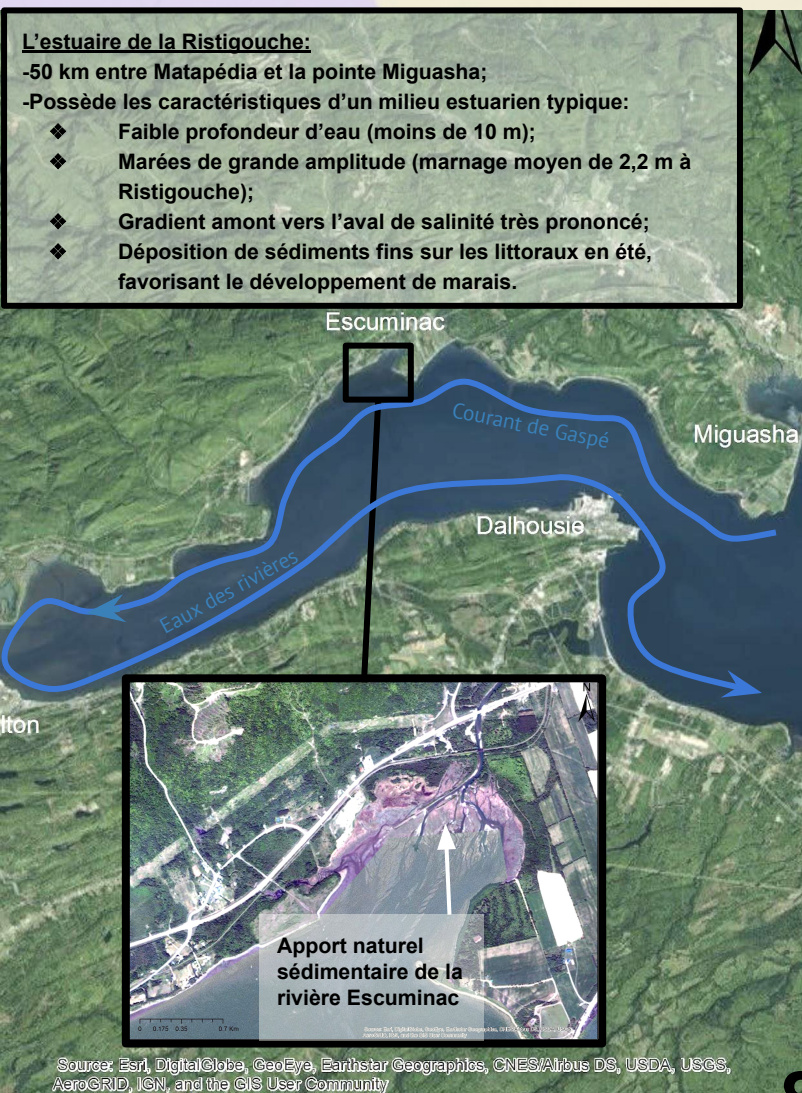 L'estuaire de la Ristigouche:
-50 km entre Matapédia et la pointe Miguasha;
-Possède les caractéristiques d'un milieu estuarien typique:
❖ Faible profondeur d'eau (moins de 10 m);
❖ Marées de grande amplitude (marnage moyen de 2,2 m à
Ristigouche);
❖ Gradient amont vers l'aval de salinité très prononcé;
❖ Déposition de sédiments fins sur les littoraux en été,
favorisant le développement de marais.
Escuminac
Courant de Gaspé
Miguasha
Dalhousie
Eaux des rivières
lton
N
Apport naturel
sédimentaire de la
rivière Escuminac
0 0.175 0.35 0.7 Km
Source: Esri, DigitalGlobe, GeoEye, Earthstar Geographics, CNES/Airbus DS, USDA, USGS,
AeroGRID, IGN, and the GIS User Community